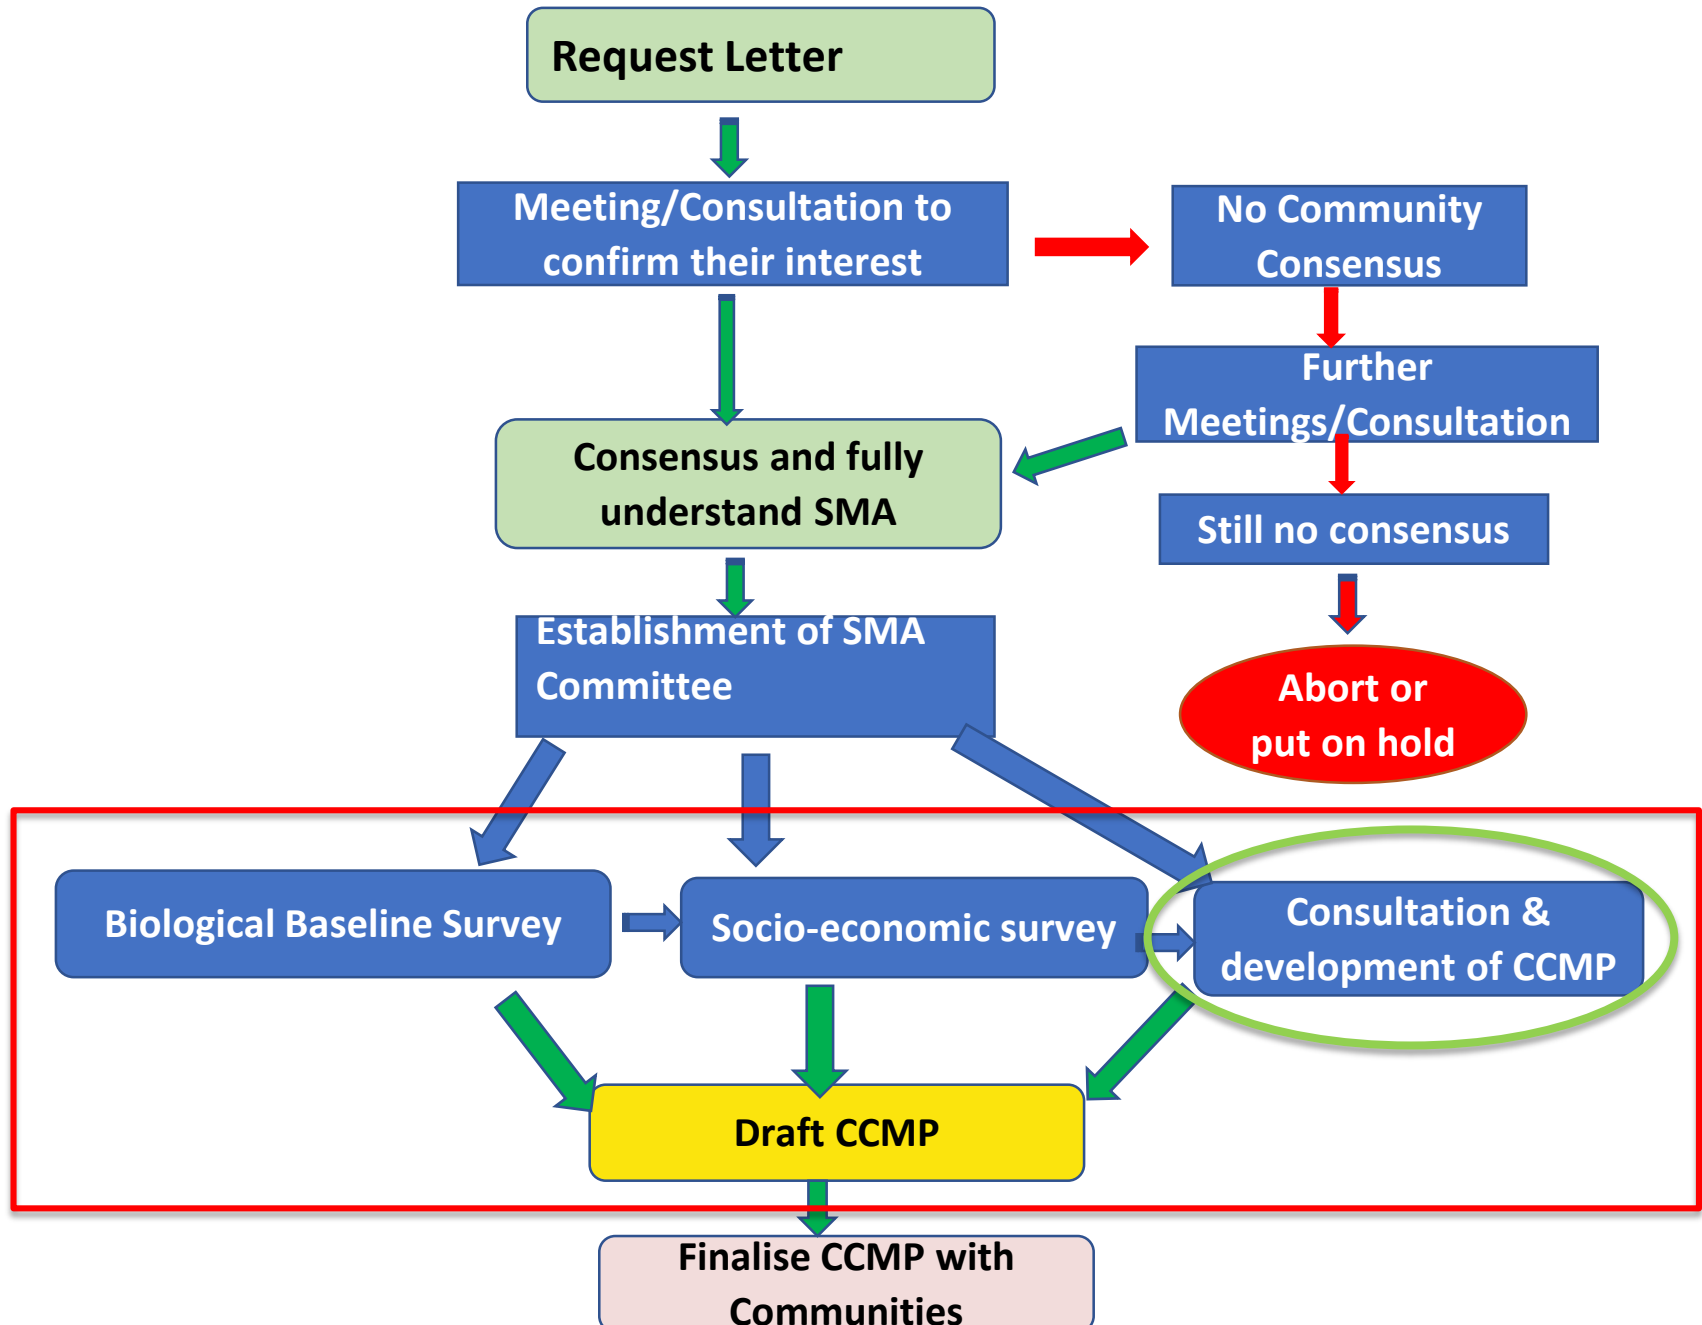 Request Letter
Meeting/Consultation to
confirm their interest
No Community
Consensus
Further
Meetings/Consultation
Consensus and fully
understand SMA
Still no consensus
Establishment of SMA
Committee
Abort or
put on hold
Biological Baseline Survey
Socio-economic survey
Consultation &
development of CCMP
Draft CCMP
Finalise CCMP with
Communities